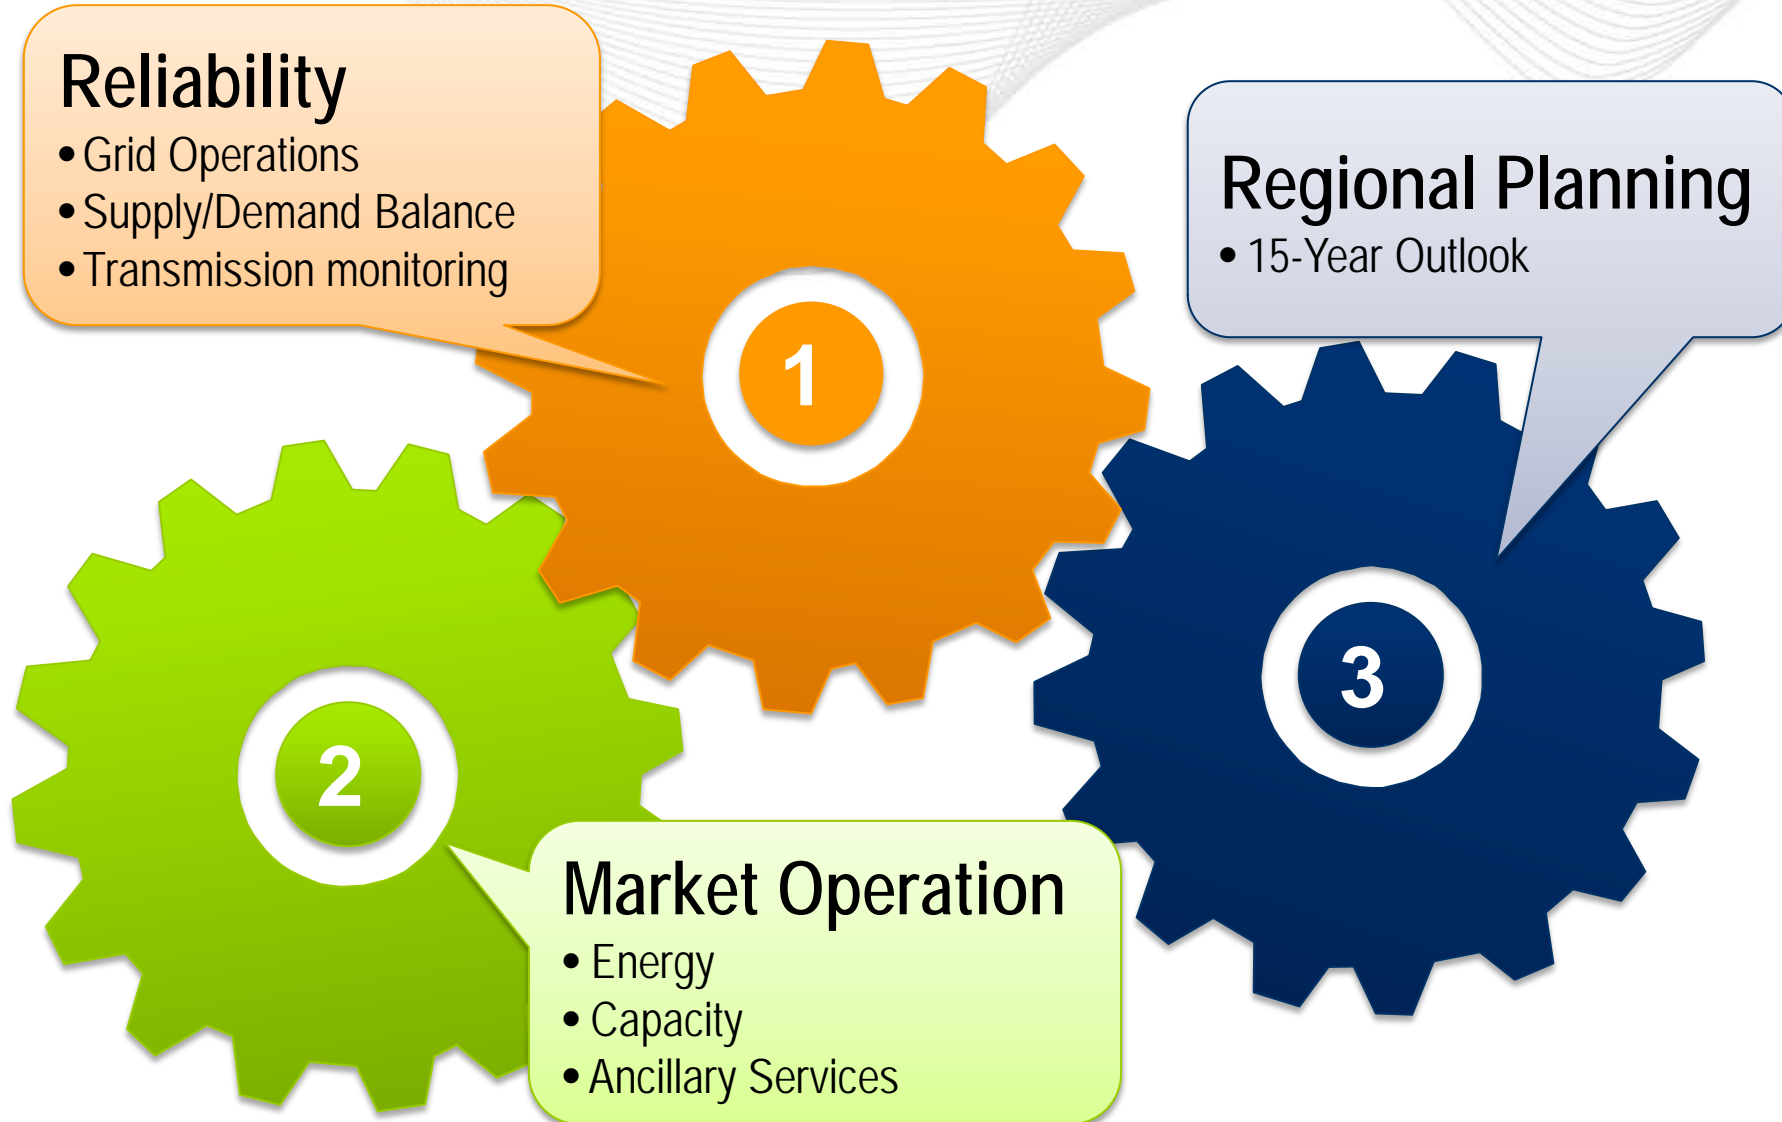 Reliability
• Grid Operations
• Supply/Demand Balance
• Transmission monitoring
1
Regional Planning
• 15-Year Outlook
3
2
Market Operation
• Energy
• Capacity
• Ancillary Services